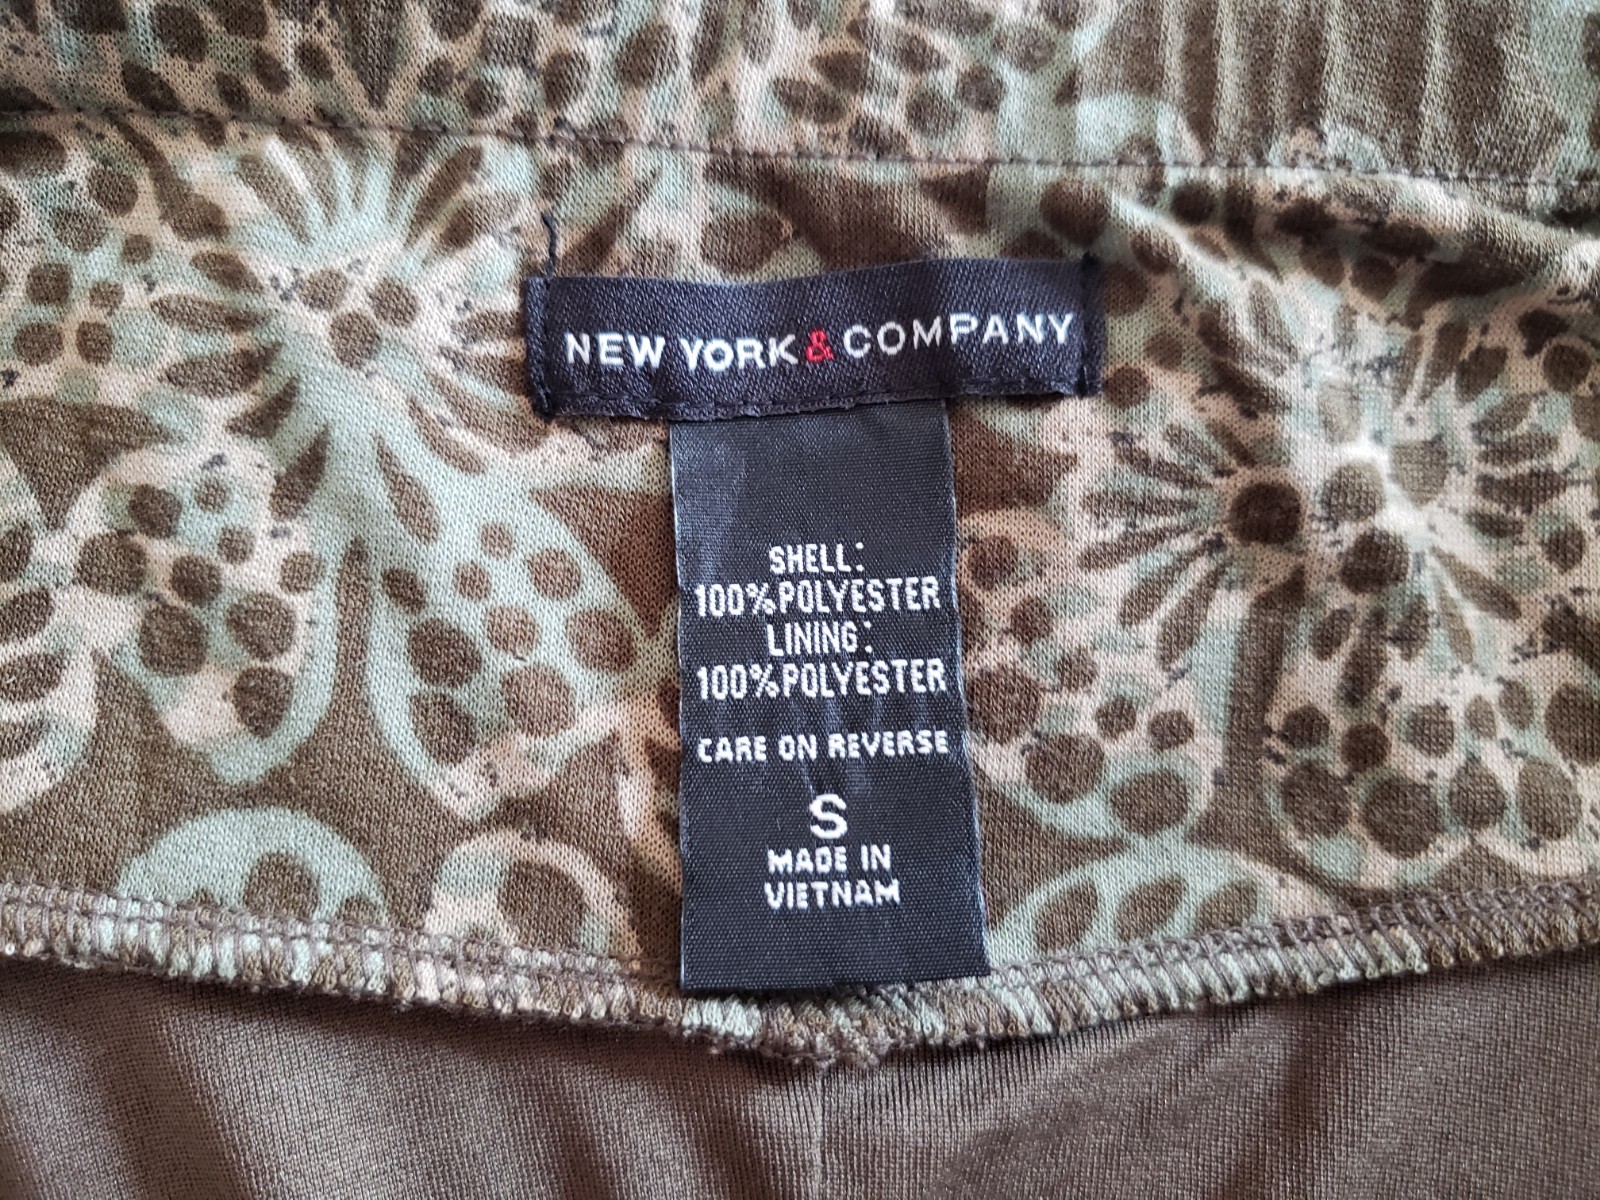 NEW YORK & COMPANY
SHELL:
100%POLYESTER
LINING:
100%POLYESTER
CARE ON REVERSE
S
MADE IN
VIETNAM